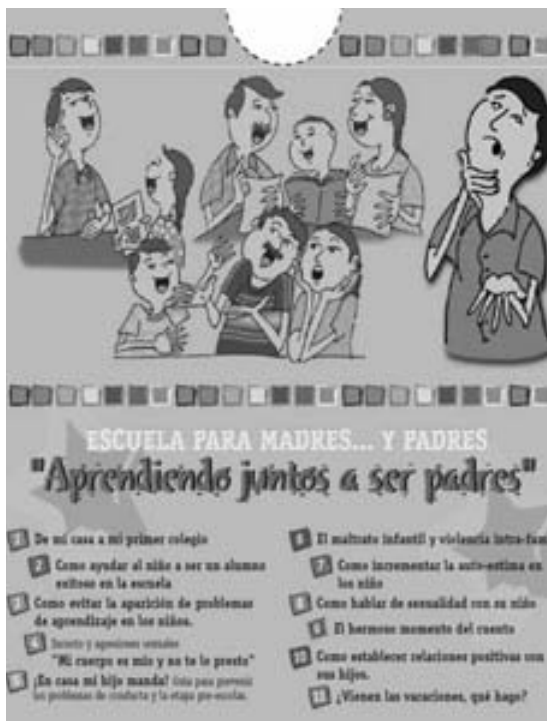 ESCUELA PARA MADRES... Y PADRES
"Aprendiendo juntos a ser padres"
1 De mi casa a mi primer colegio
2 Como ayudar al niño a ser un alumno
exitoso en la escuela
3 Como evitar la aparición de problemas
de aprendizaje en los niños.
4 Incesto y agresiones sexuales
"Mi cuerpo es mio y no te lo presto"
5 ¡En casa mi hijo manda! Guia para prevenir
los problemas de conducta y la etapa pre-escolar.
6 El maltrato infantil y violencia intra-fam
7 Como incrementar la auto-estima en
los niño
8 Como hablar de sexualidad con su niño
9 El hermoso momento del cuento
10 Como establecer relaciones positivas con
sus hijos.
11 ¿Vienen las vacaciones, qué hago?